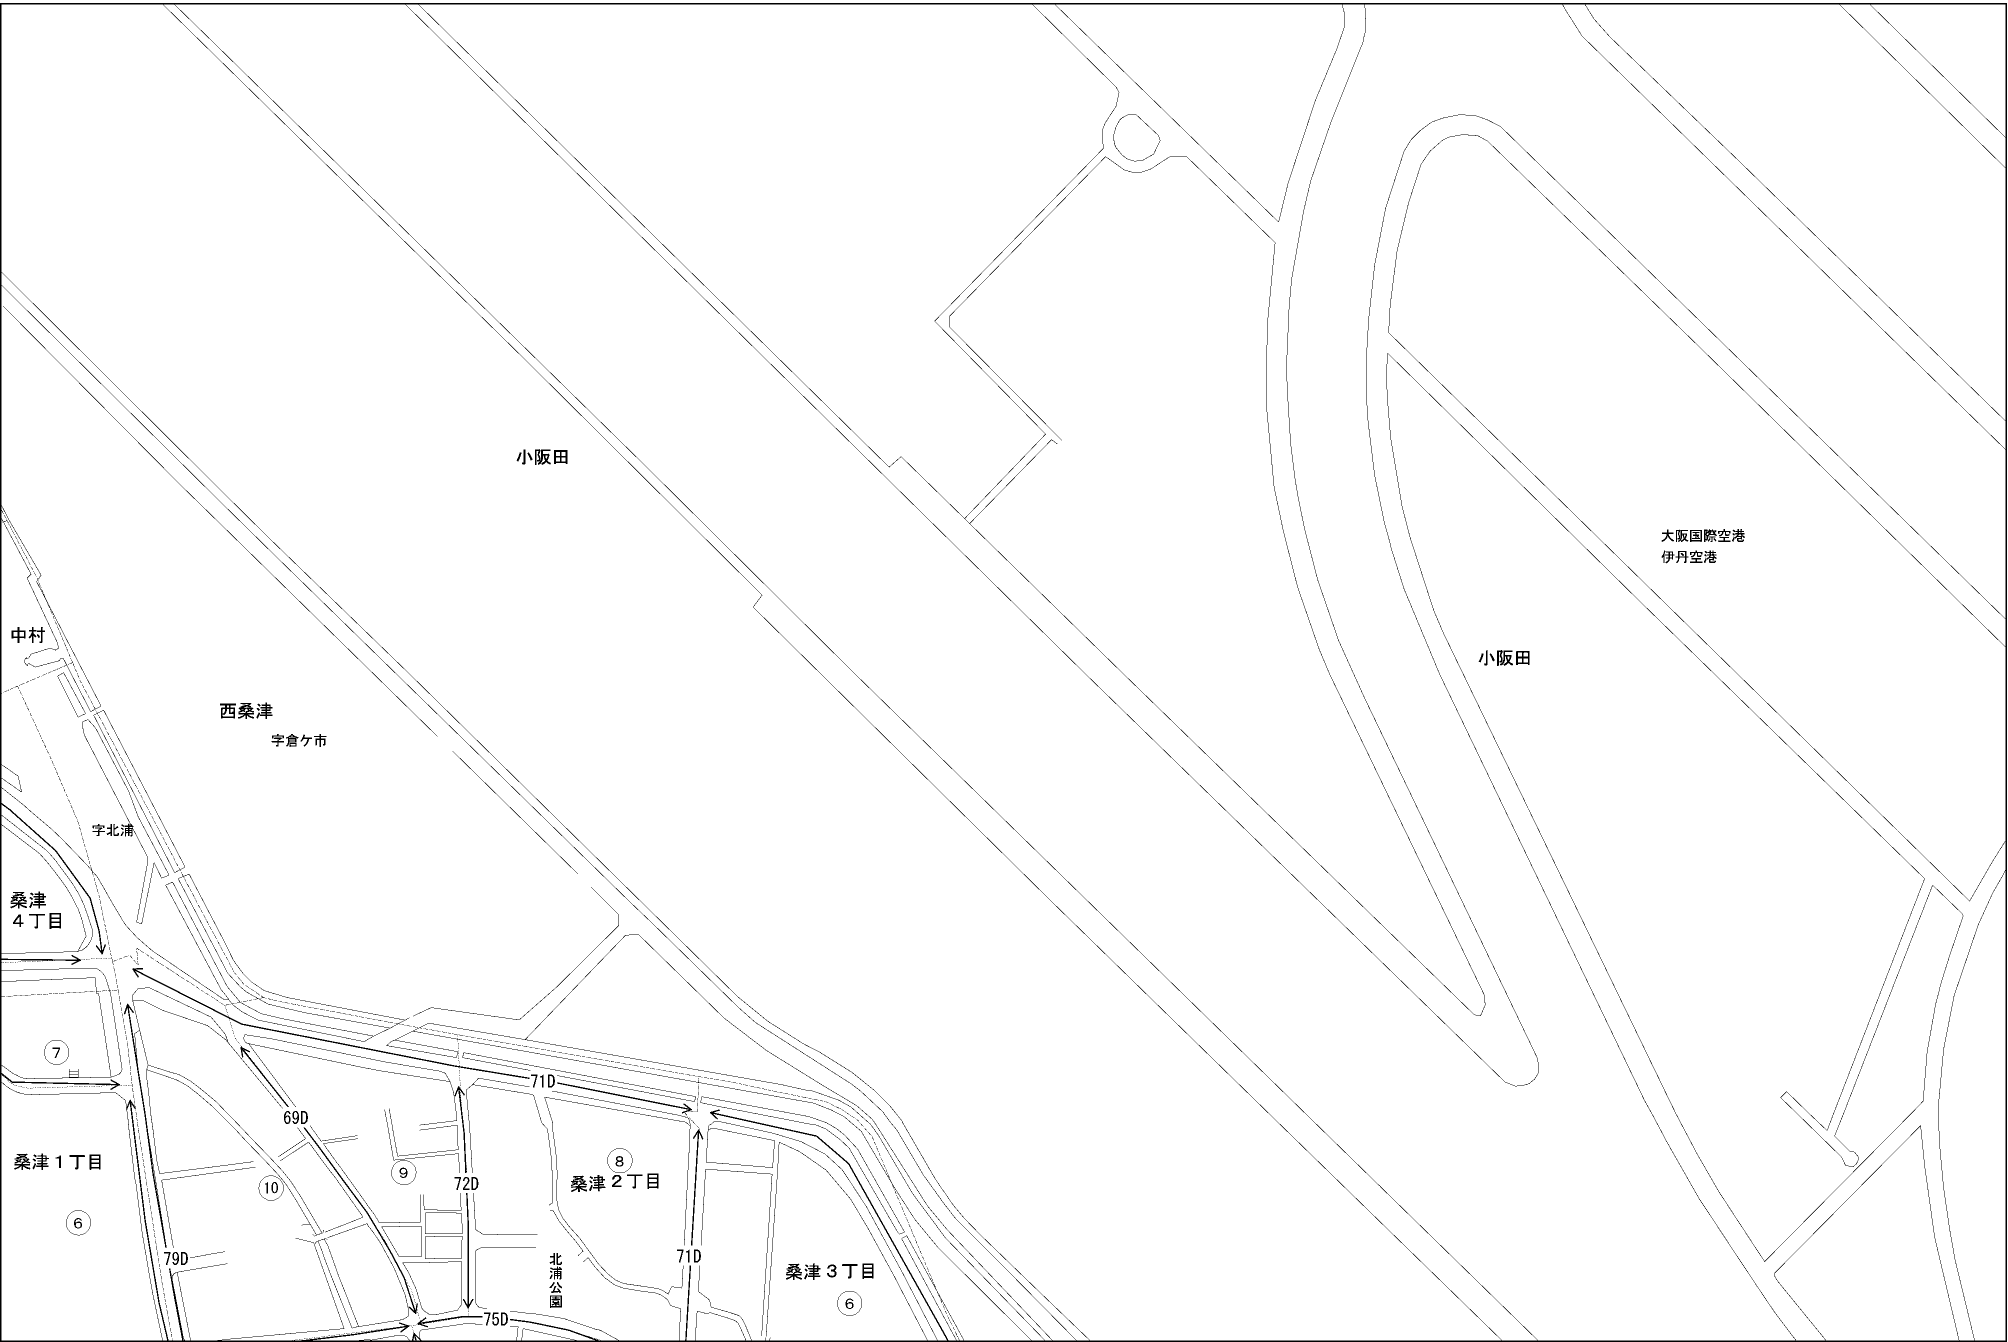 小阪田
大阪国際空港
伊丹空港
中村
小阪田
西桑津
字倉ケ市
字北浦
桑津
4丁目
⑦
71D
69D
桑津1丁目
⑩
⑨
72D
⑧
桑津2丁目
⑥
79D
71D
北浦公園
桑津3丁目
⑥
75D